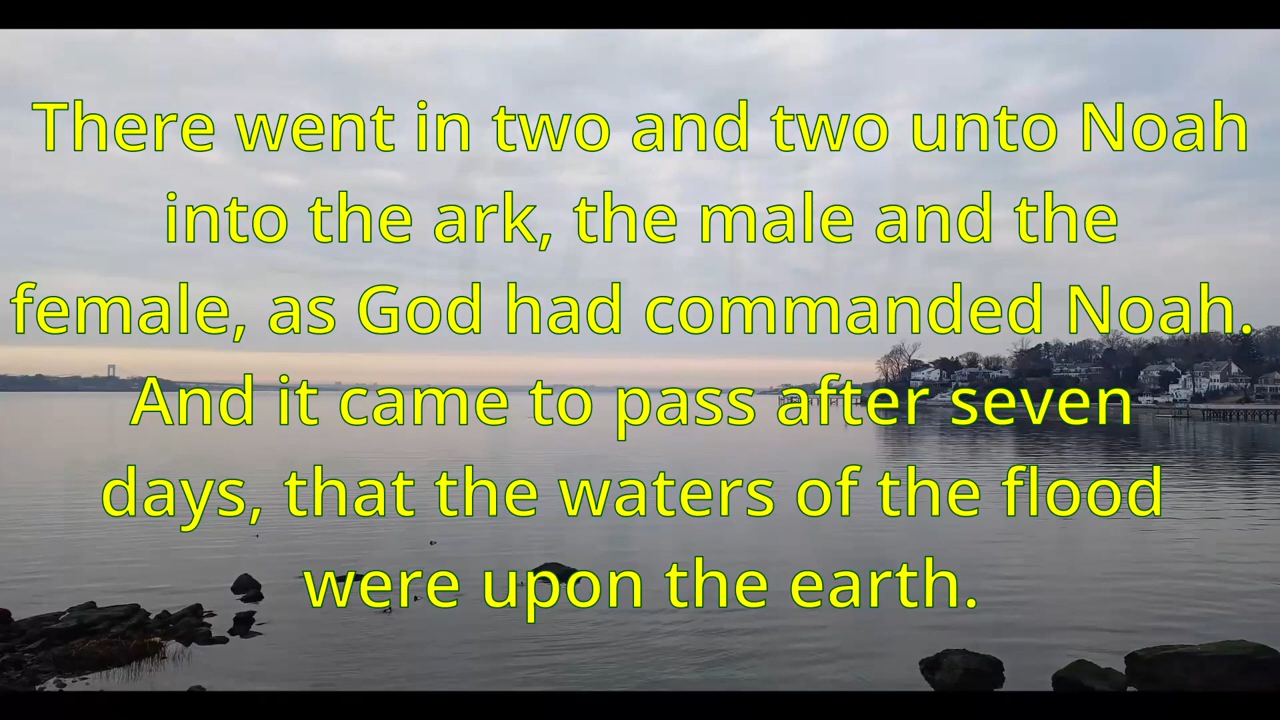 There went in two and two unto Noah
into the ark, the male and the
female, as God had commanded Noah.
And it came to pass after seven
days, that the waters of the flood
were upon the earth.